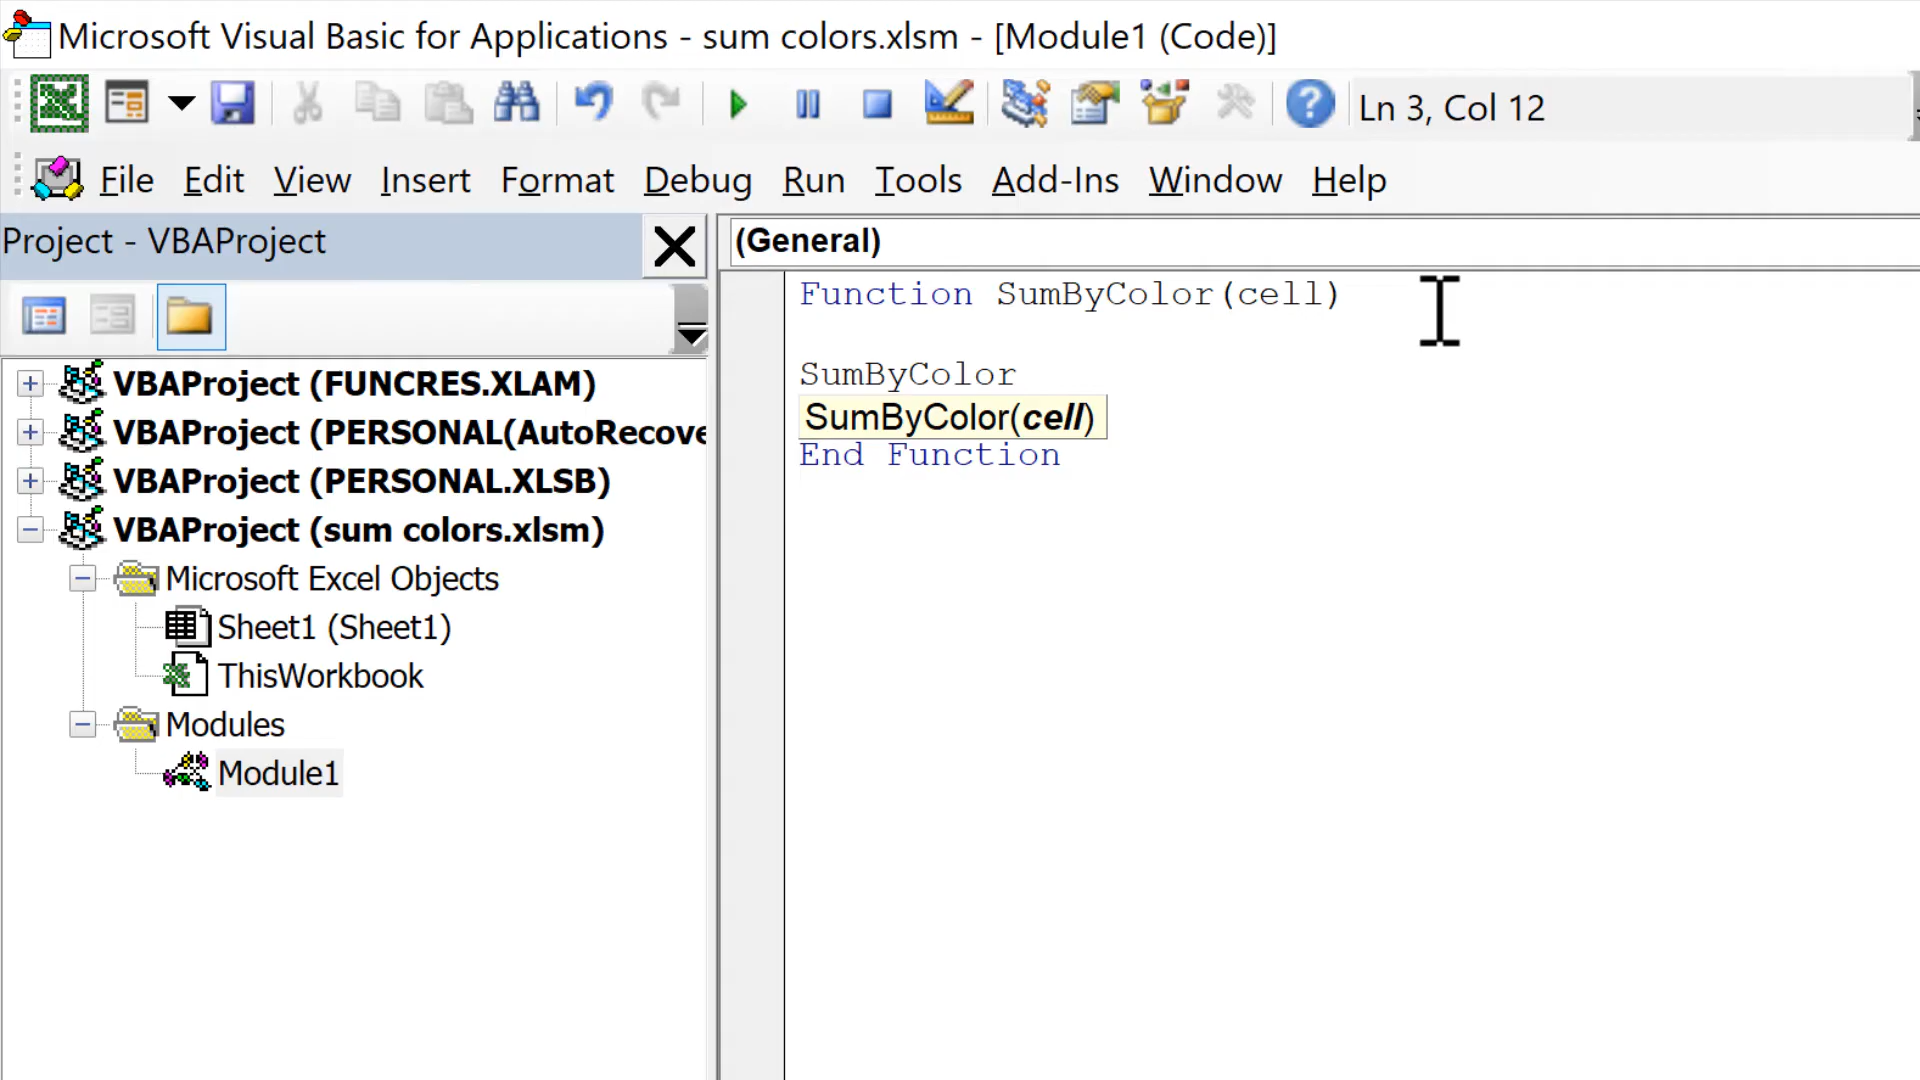 Microsoft Visual Basic for Applications - sum colors.xlsm - [Module1 (Code)]
Ln 3, Col 12
File Edit View Insert Format Debug Run Tools Add-Ins Window Help
Project - VBAProject
(General)
VBAProject (FUNCRES.XLAM)
VBAProject (PERSONAL(AutoRecove
VBAProject (PERSONAL.XLSB)
VBAProject (sum colors.xlsm)
Microsoft Excel Objects
Sheet1 (Sheet1)
ThisWorkbook
Modules
Module1
Function SumByColor(cell)
SumByColor
SumByColor(cell)
End Function